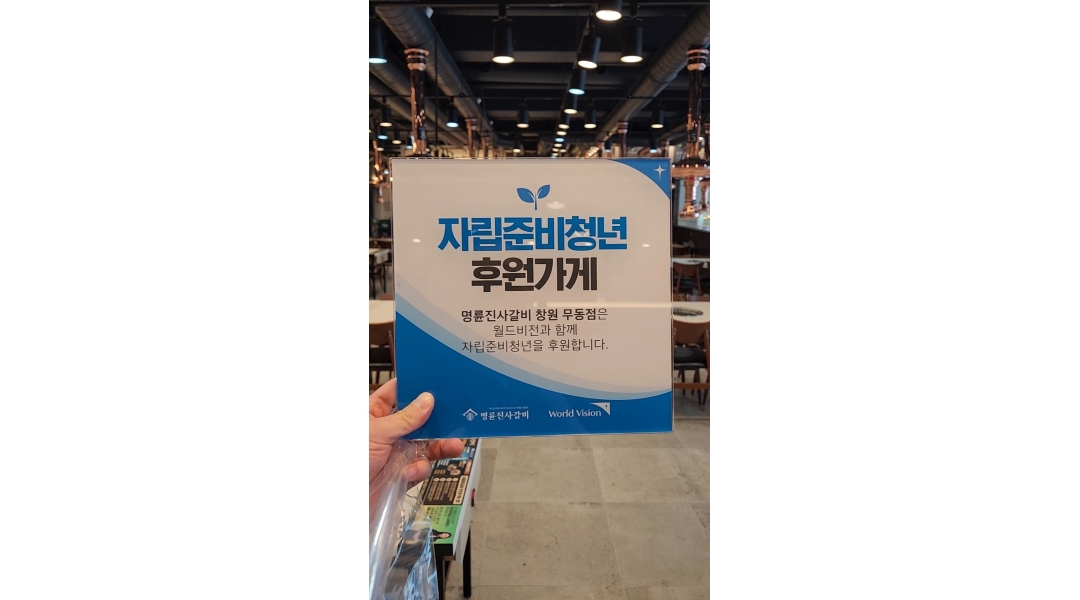 자립준비청년
후원가게
명륜진사갈비 창원 무동점은
월드비전과 함께
자립준비청년을 후원합니다.
명륜진사갈비
World Vision